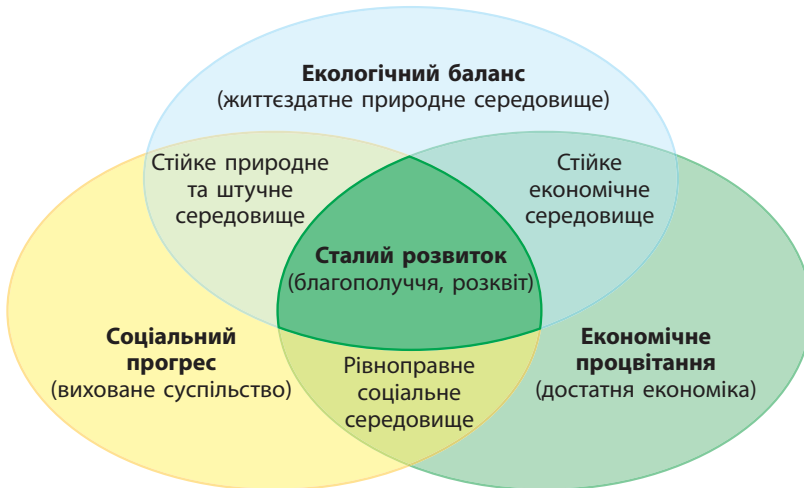 Екологічний баланс
(життєздатне природне середовище)
Стійке природне
та штучне
середовище
Стійке
економічне
середовище
Сталий розвиток
(благополуччя, розквіт)
Соціальний
прогрес
(виховане суспільство)
Рівноправне
соціальне
середовище
Економічне
процвітання
(достатня економіка)